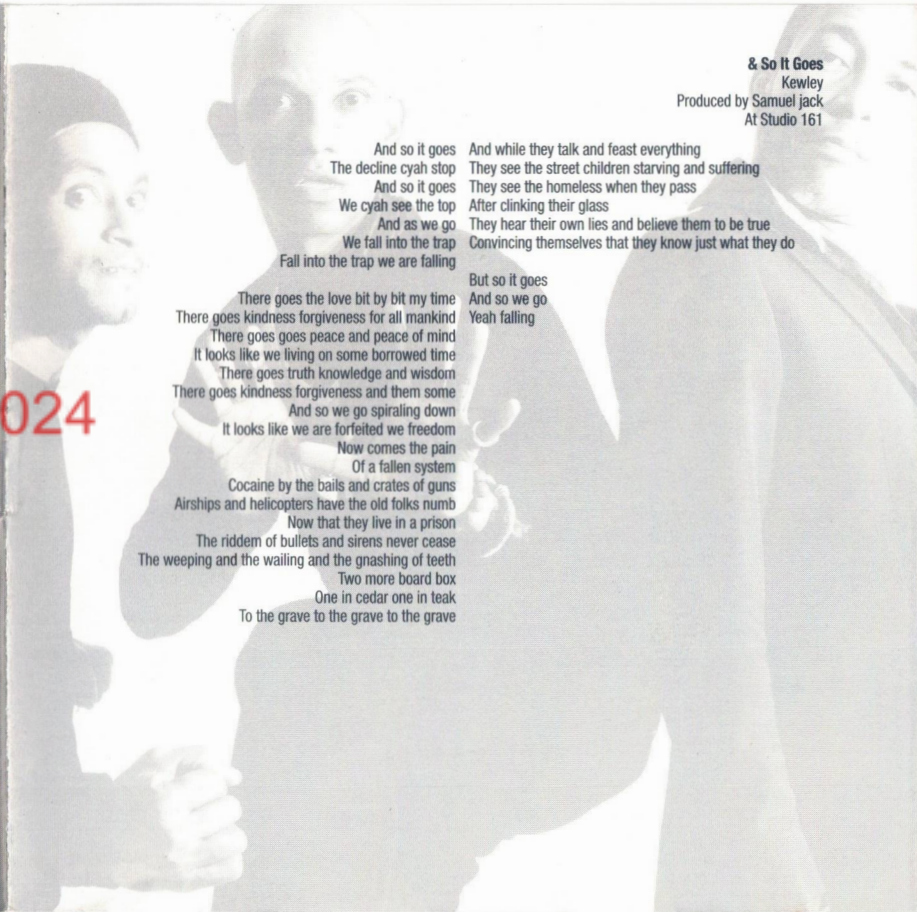 & So It Goes
Kewley
Produced by Samuel jack
At Studio 161
And so it goes
The decline cyah stop
And so it goes
We cyah see the top
And as we go
We fall into the trap
Fall into the trap we are falling
There goes the love bit by bit my time
There goes kindness forgiveness for all mankind
There goes goes peace and peace of mind
It looks like we living on some borrowed time
There goes truth knowledge and wisdom
There goes kindness forgiveness and them some
And so we go spiraling down
It looks like we are forfeited we freedom
Now comes the pain
Of a fallen system
Cocaine by the bails and crates of guns
Airships and helicopters have the old folks numb
Now that they live in a prison
The riddem of bullets and sirens never cease
The weeping and the wailing and the gnashing of teeth
Two more board box
One in cedar one in teak
To the grave to the grave to the grave
And while they talk and feast everything
They see the street children starving and suffering
They see the homeless when they pass
After clinking their glass
They hear their own lies and believe them to be true
Convincing themselves that they know just what they do
But so it goes
And so we go
Yeah falling
024